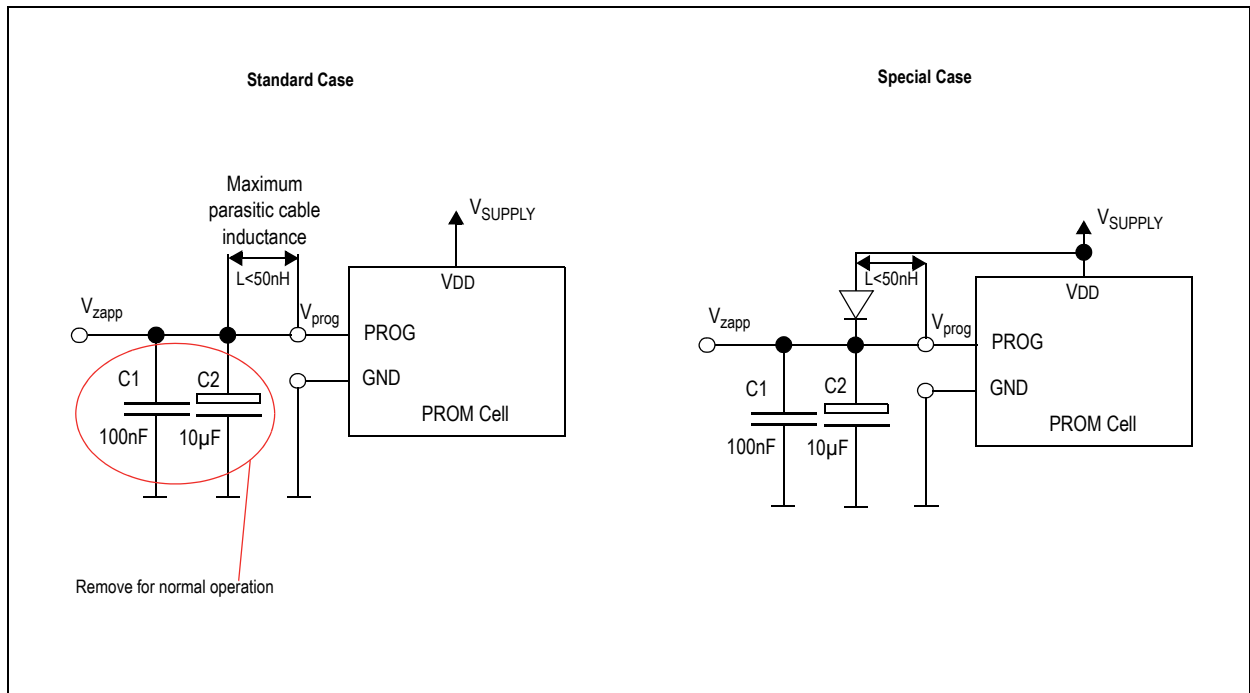 Standard Case
Maximum
parasitic cable
inductance
L<50nH
VSUPPLY
VDD
Vzapp
Vprog
PROG
C1
C2
GND
100nF
10µF
PROM Cell
Remove for normal operation
Special Case
VSUPPLY
L<50nH
VDD
Vzapp
Vprog
PROG
C1
C2
GND
100nF
10µF
PROM Cell